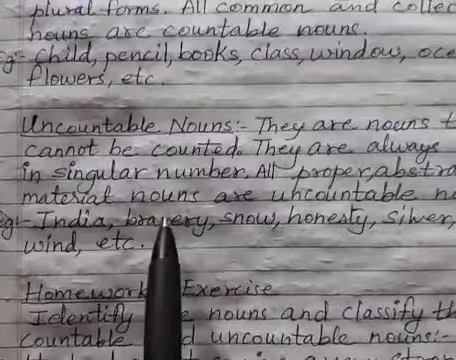 plural forms. All common and collec
nouns are countable nouns.
eg:- Child, pencil, books, class, window, oce
flowers, etc.
Uncountable Nouns:- They are nouns t
cannot be counted. They are always
in singular number. All proper, abstra
material nouns are uncountable no
eg:- India, bravery, snow, honesty, silver,
wind, etc.
Homework Exercise
Identify nouns and classify th
countable uncountable nouns:-